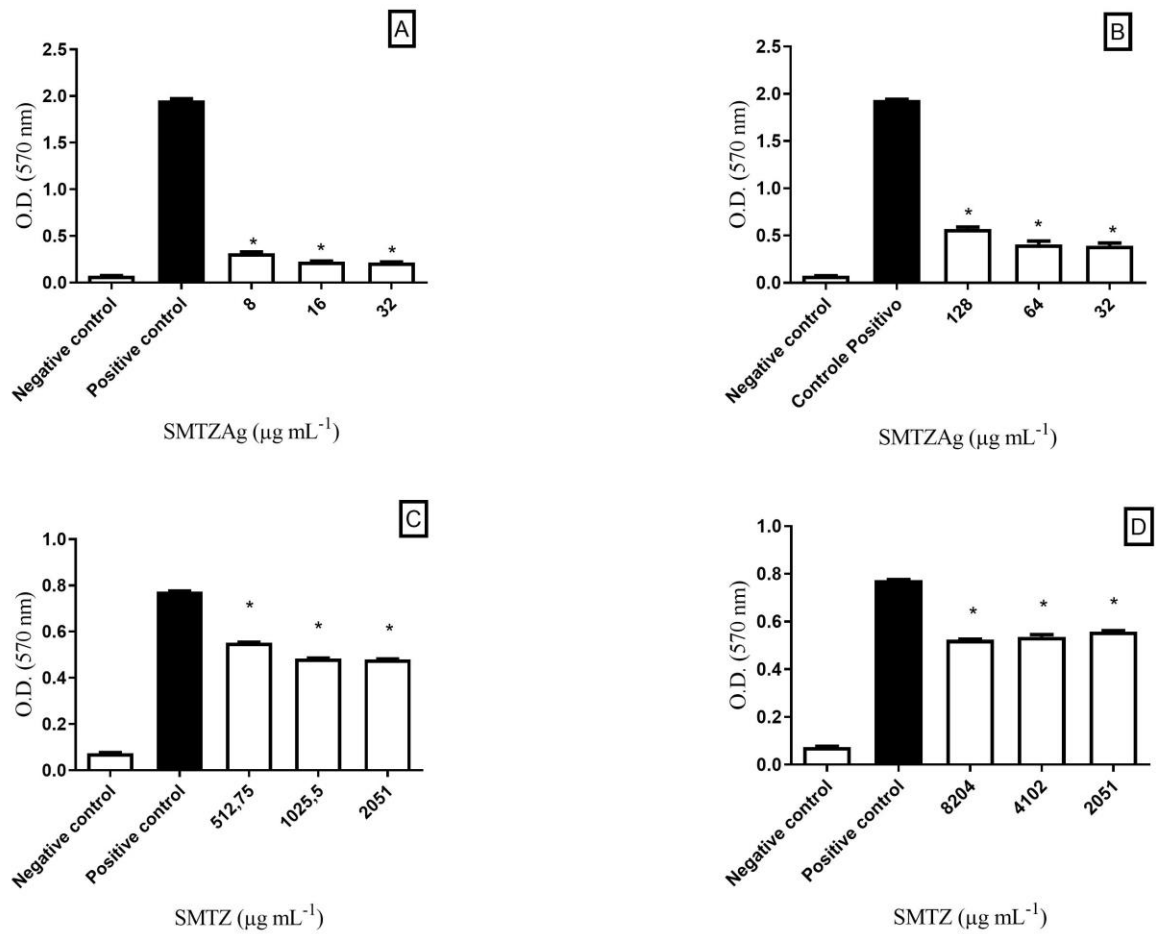 A
2.5
2.0
1.5
1.0
0.5
0.0
O.D. (570 nm)
Negative control
Positive control
8
16
32
*
*
*
SMTZAg (μg mL⁻¹)
B
2.5
2.0
1.5
1.0
0.5
0.0
O.D. (570 nm)
Negative control
Controle Positivo
128
64
32
*
*
*
SMTZAg (μg mL⁻¹)
C
1.0
0.8
0.6
0.4
0.2
0.0
O.D. (570 nm)
Negative control
Positive control
512,75
1025,5
2051
*
*
*
SMTZ (μg mL⁻¹)
D
1.0
0.8
0.6
0.4
0.2
0.0
O.D. (570 nm)
Negative control
Positive control
8204
4102
2051
*
*
*
SMTZ (μg mL⁻¹)